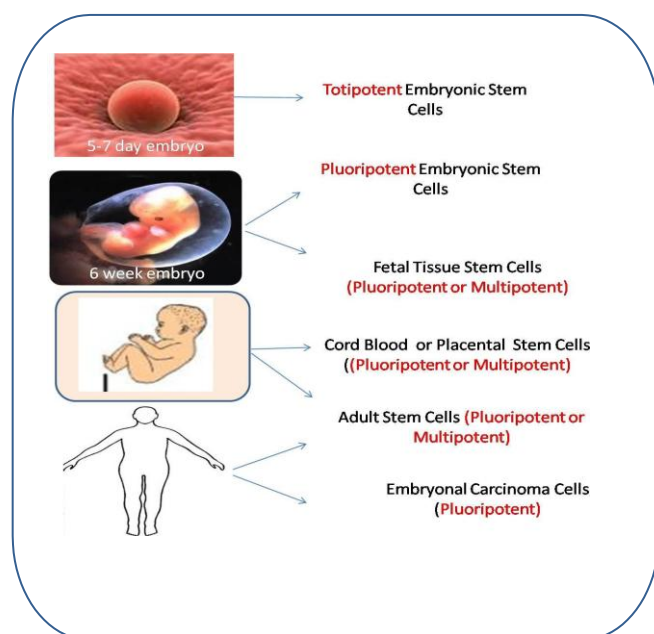 Totipotent Embryonic Stem
Cells
5-7 day embryo
Pluoripotent Embryonic Stem
Cells
6 week embryo
Fetal Tissue Stem Cells
(Pluoripotent or Multipotent)
Cord Blood or Placental Stem Cells
((Pluoripotent or Multipotent)
Adult Stem Cells (Pluoripotent or
Multipotent)
Embryonal Carcinoma Cells
(Pluoripotent)